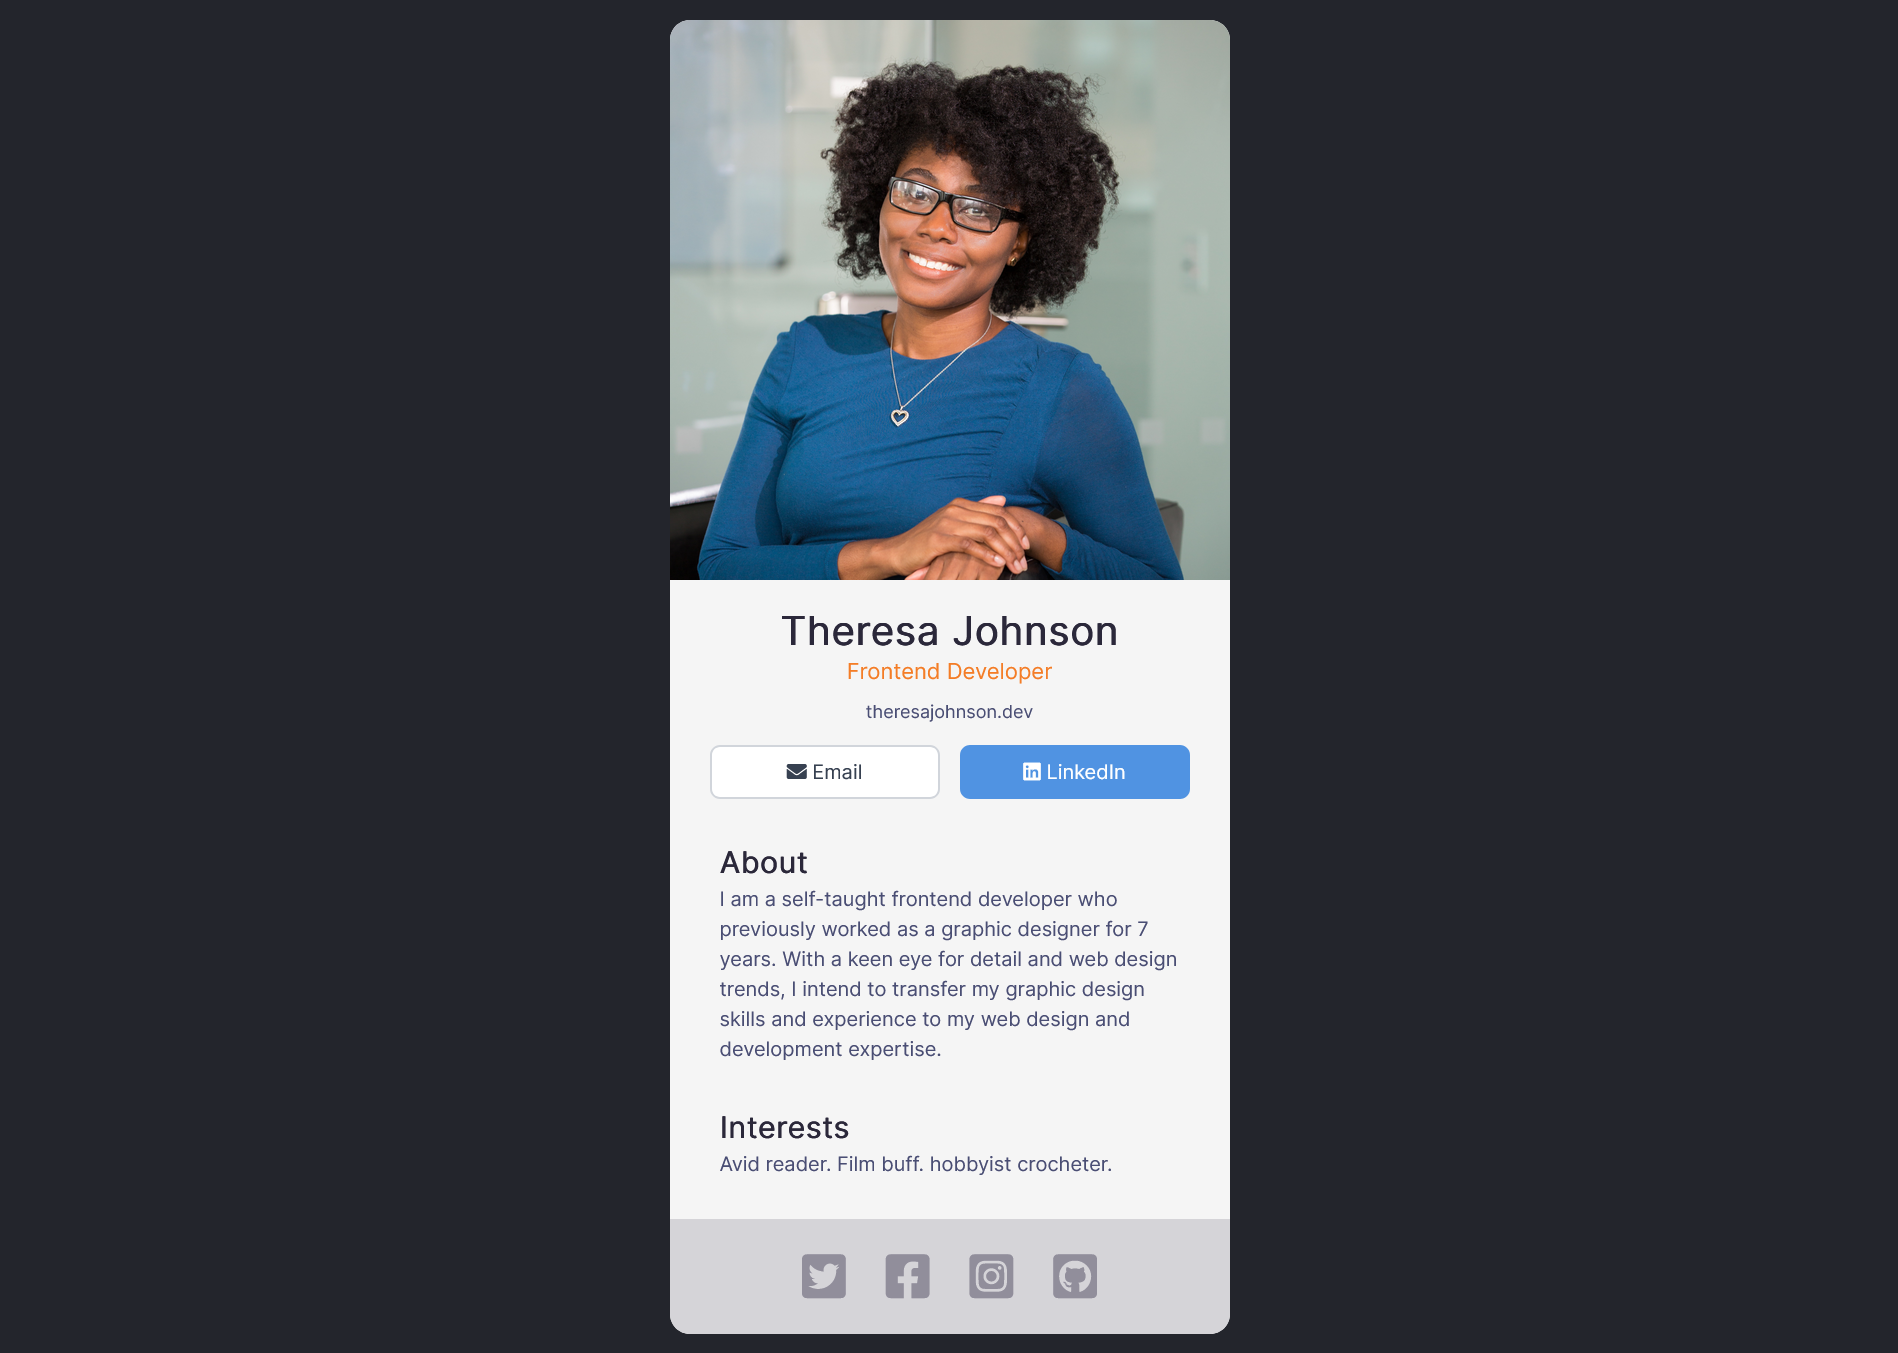 Theresa Johnson
Frontend Developer
theresajohnson.dev
Email
LinkedIn
About
I am a self-taught frontend developer who
previously worked as a graphic designer for 7
years. With a keen eye for detail and web design
trends, I intend to transfer my graphic design
skills and experience to my web design and
development expertise.
Interests
Avid reader. Film buff. hobbyist crocheter.